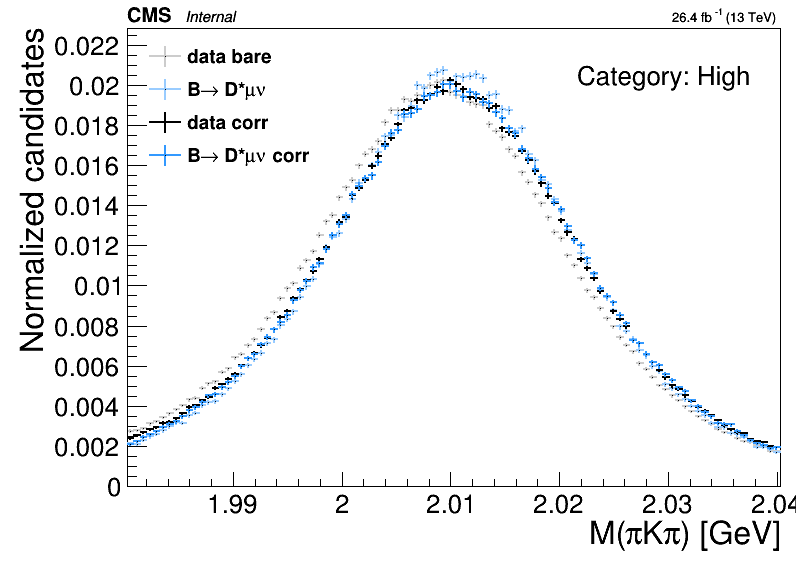 CMS Internal 26.4 fb⁻¹ (13 TeV)
Normalized candidates
0.022
0.02
0.018
0.016
0.014
0.012
0.01
0.008
0.006
0.004
0.002
0
data bare
B→ D*μν
data corr
B→ D*μν corr
Category: High
1.99 2 2.01 2.02 2.03 2.04
M(πKπ) [GeV]